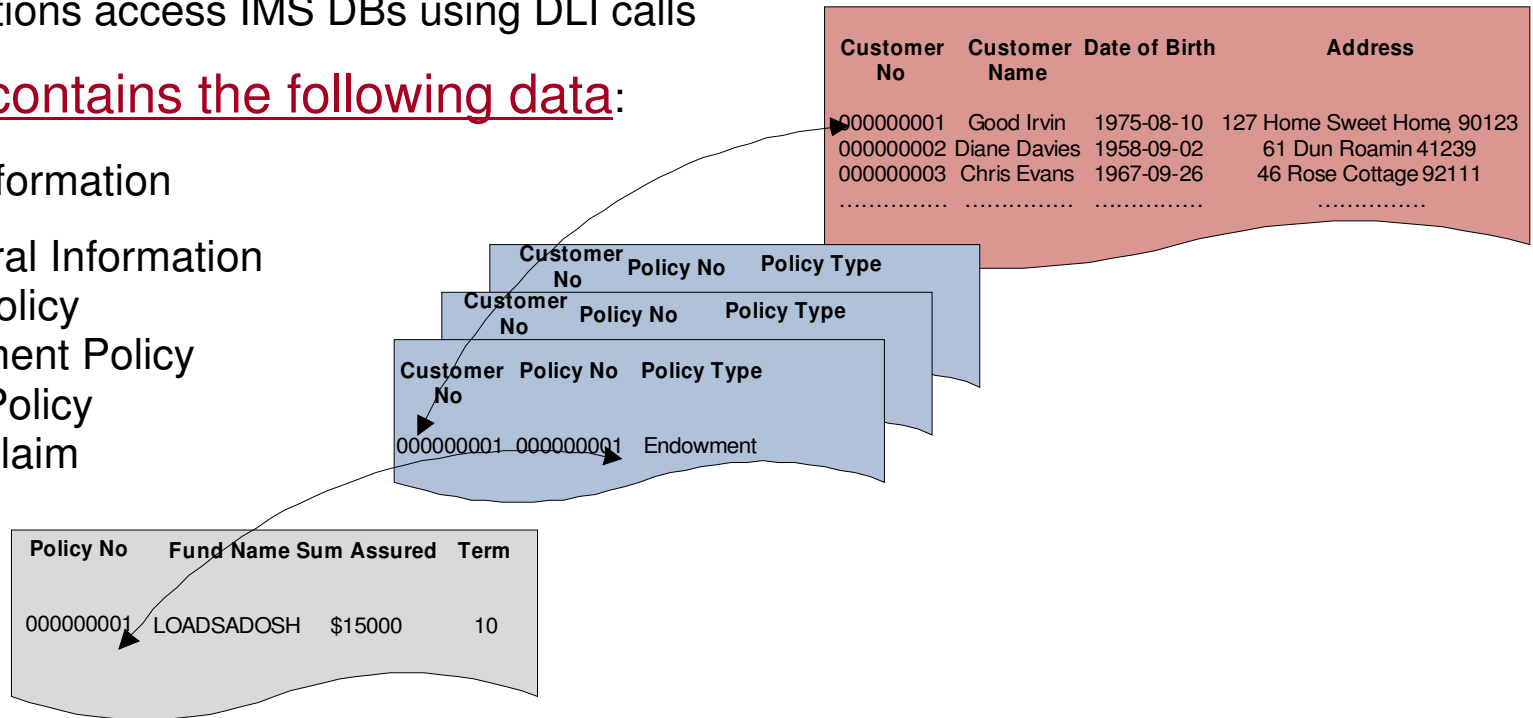 tions access IMS DBs using DLI calls
contains the following data:
formation
ral Information
olicy
nent Policy
Policy
laim
Customer No Customer Name Date of Birth Address
000000001 Good Irvin 1975-08-10 127 Home Sweet Home, 90123
000000002 Diane Davies 1958-09-02 61 Dun Roamin 41239
000000003 Chris Evans 1967-09-26 46 Rose Cottage 92111
............... ............... ............... ...............
Customer No Policy No Policy Type
Customer No Policy No Policy Type
Customer No Policy No Policy Type
000000001 000000001 Endowment
Policy No Fund Name Sum Assured Term
000000001 LOADSADOSH $15000 10